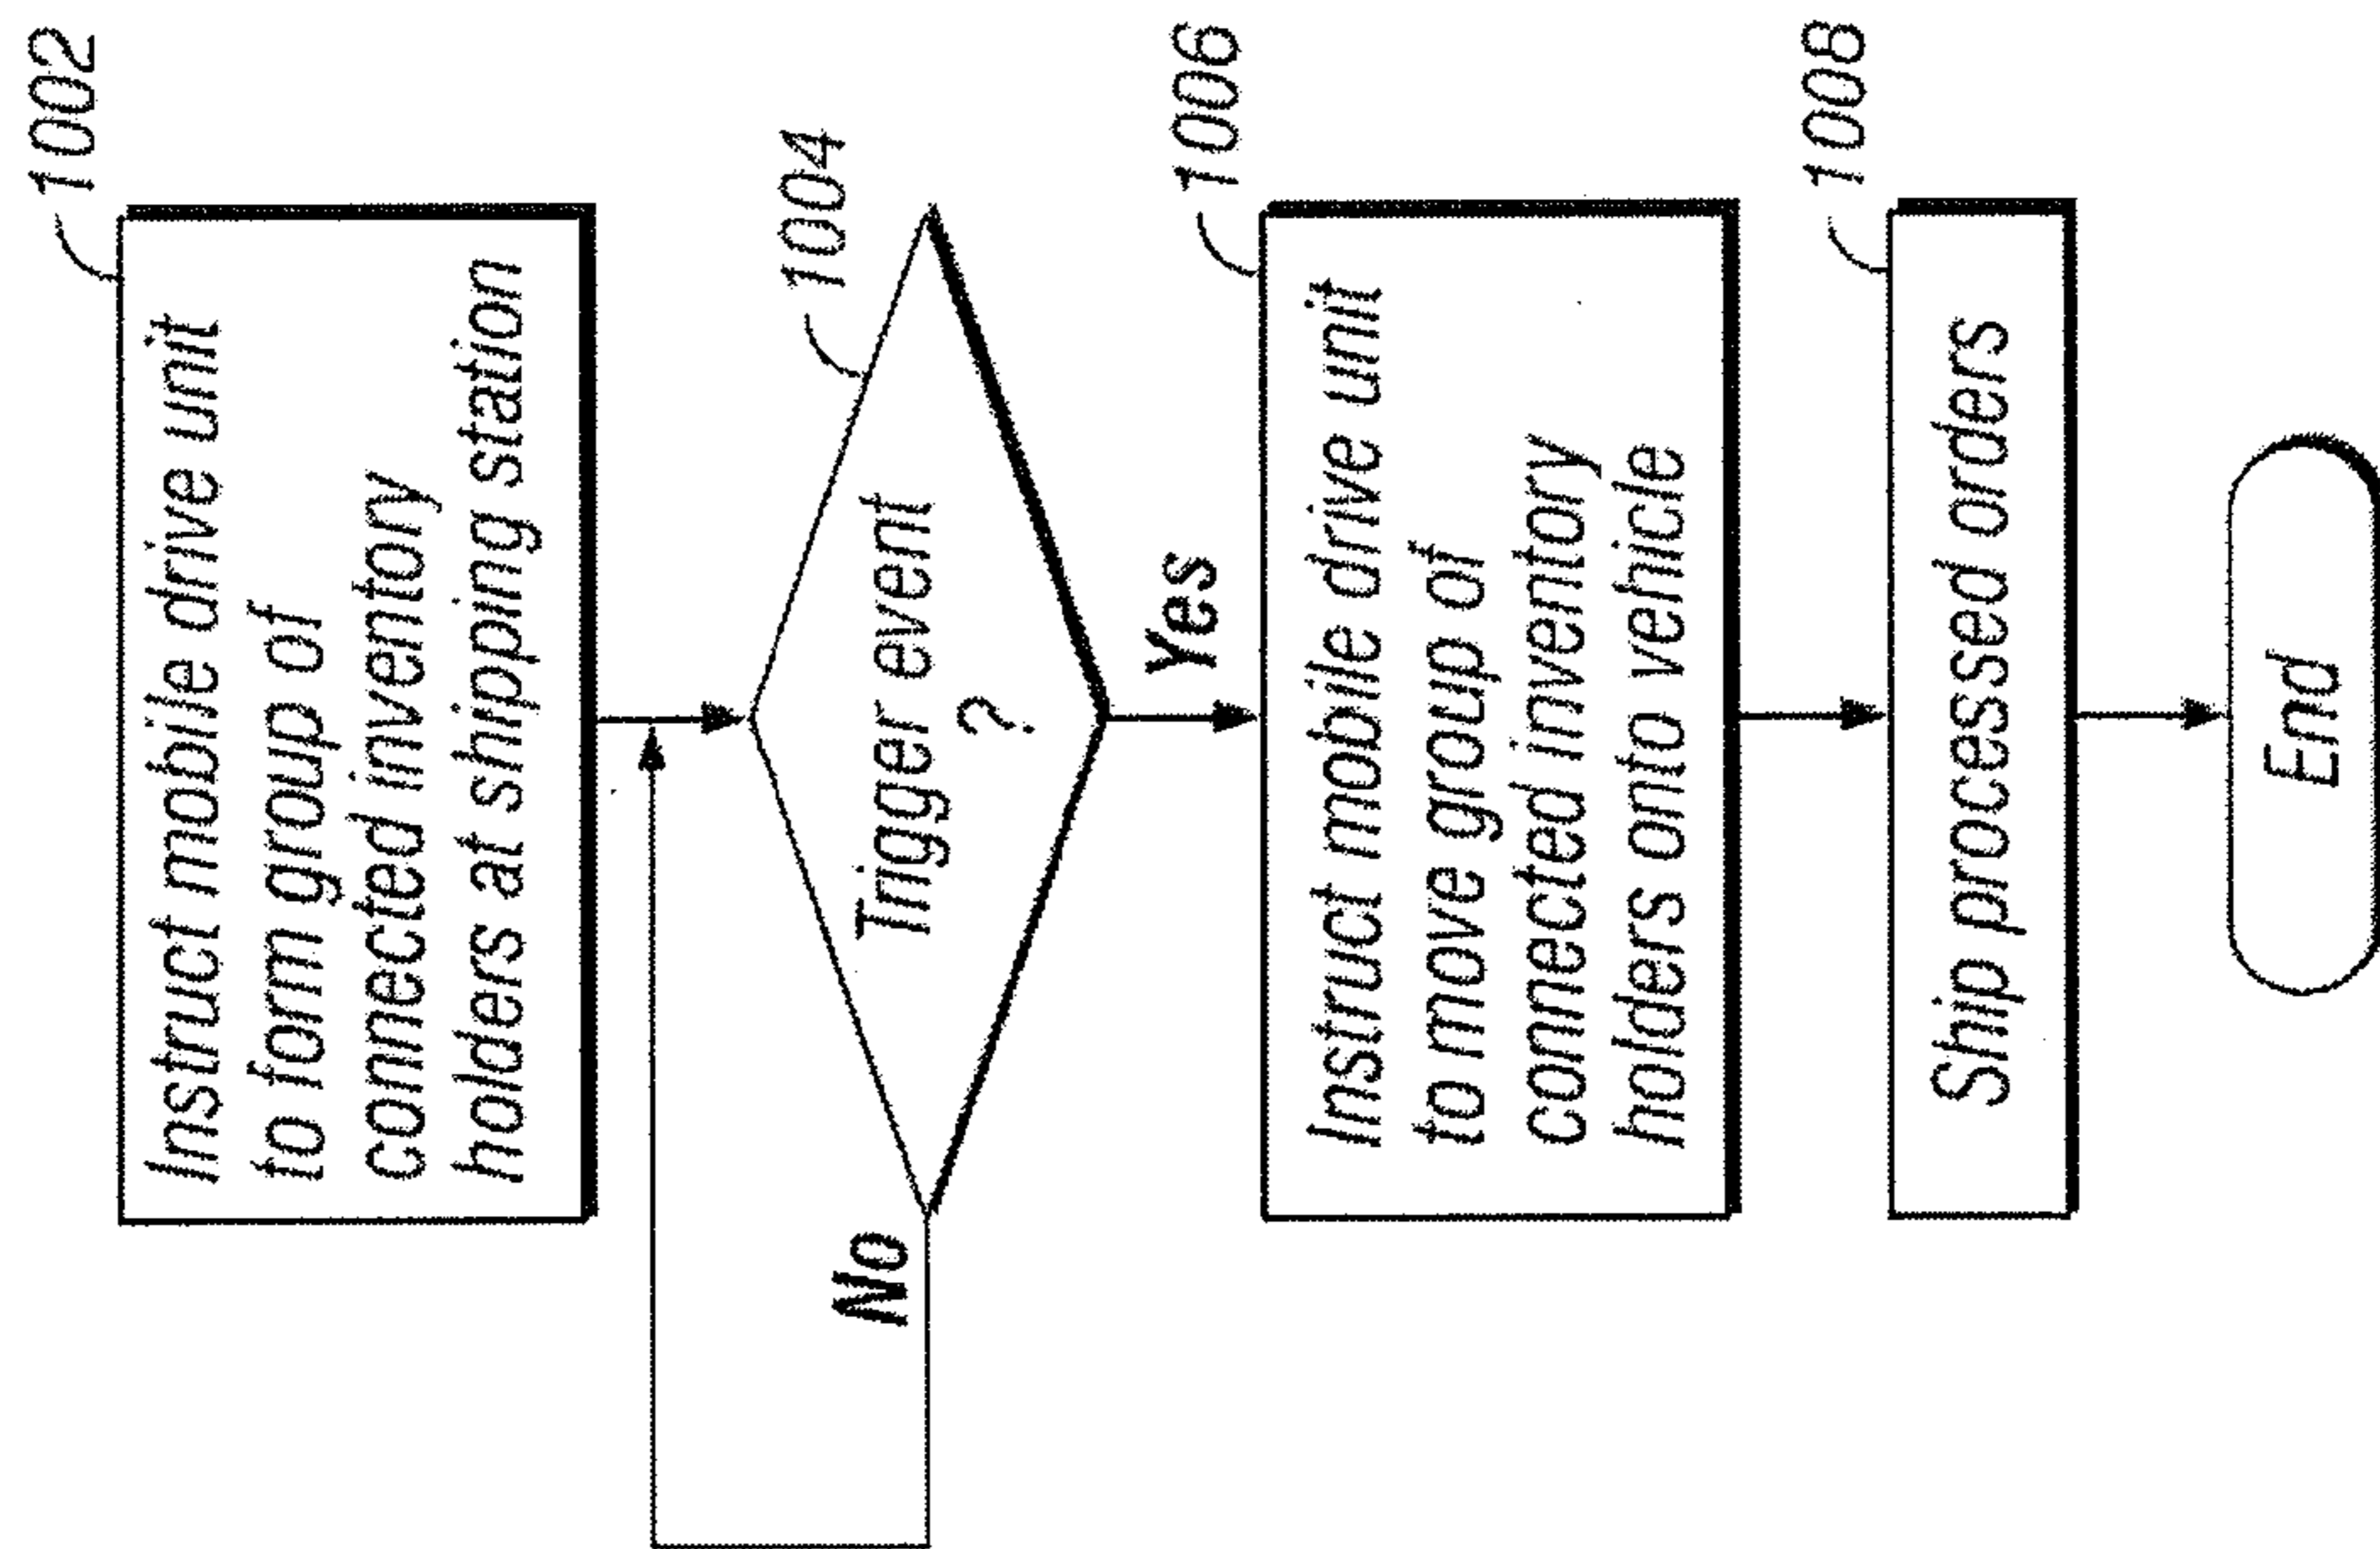 1002
Instruct mobile drive unit
to form group of
connected inventory
holders at shipping station
1004
Trigger event
?
No
Yes
1006
Instruct mobile drive unit
to move group of
connected inventory
holders onto vehicle
1008
Ship processed orders
End